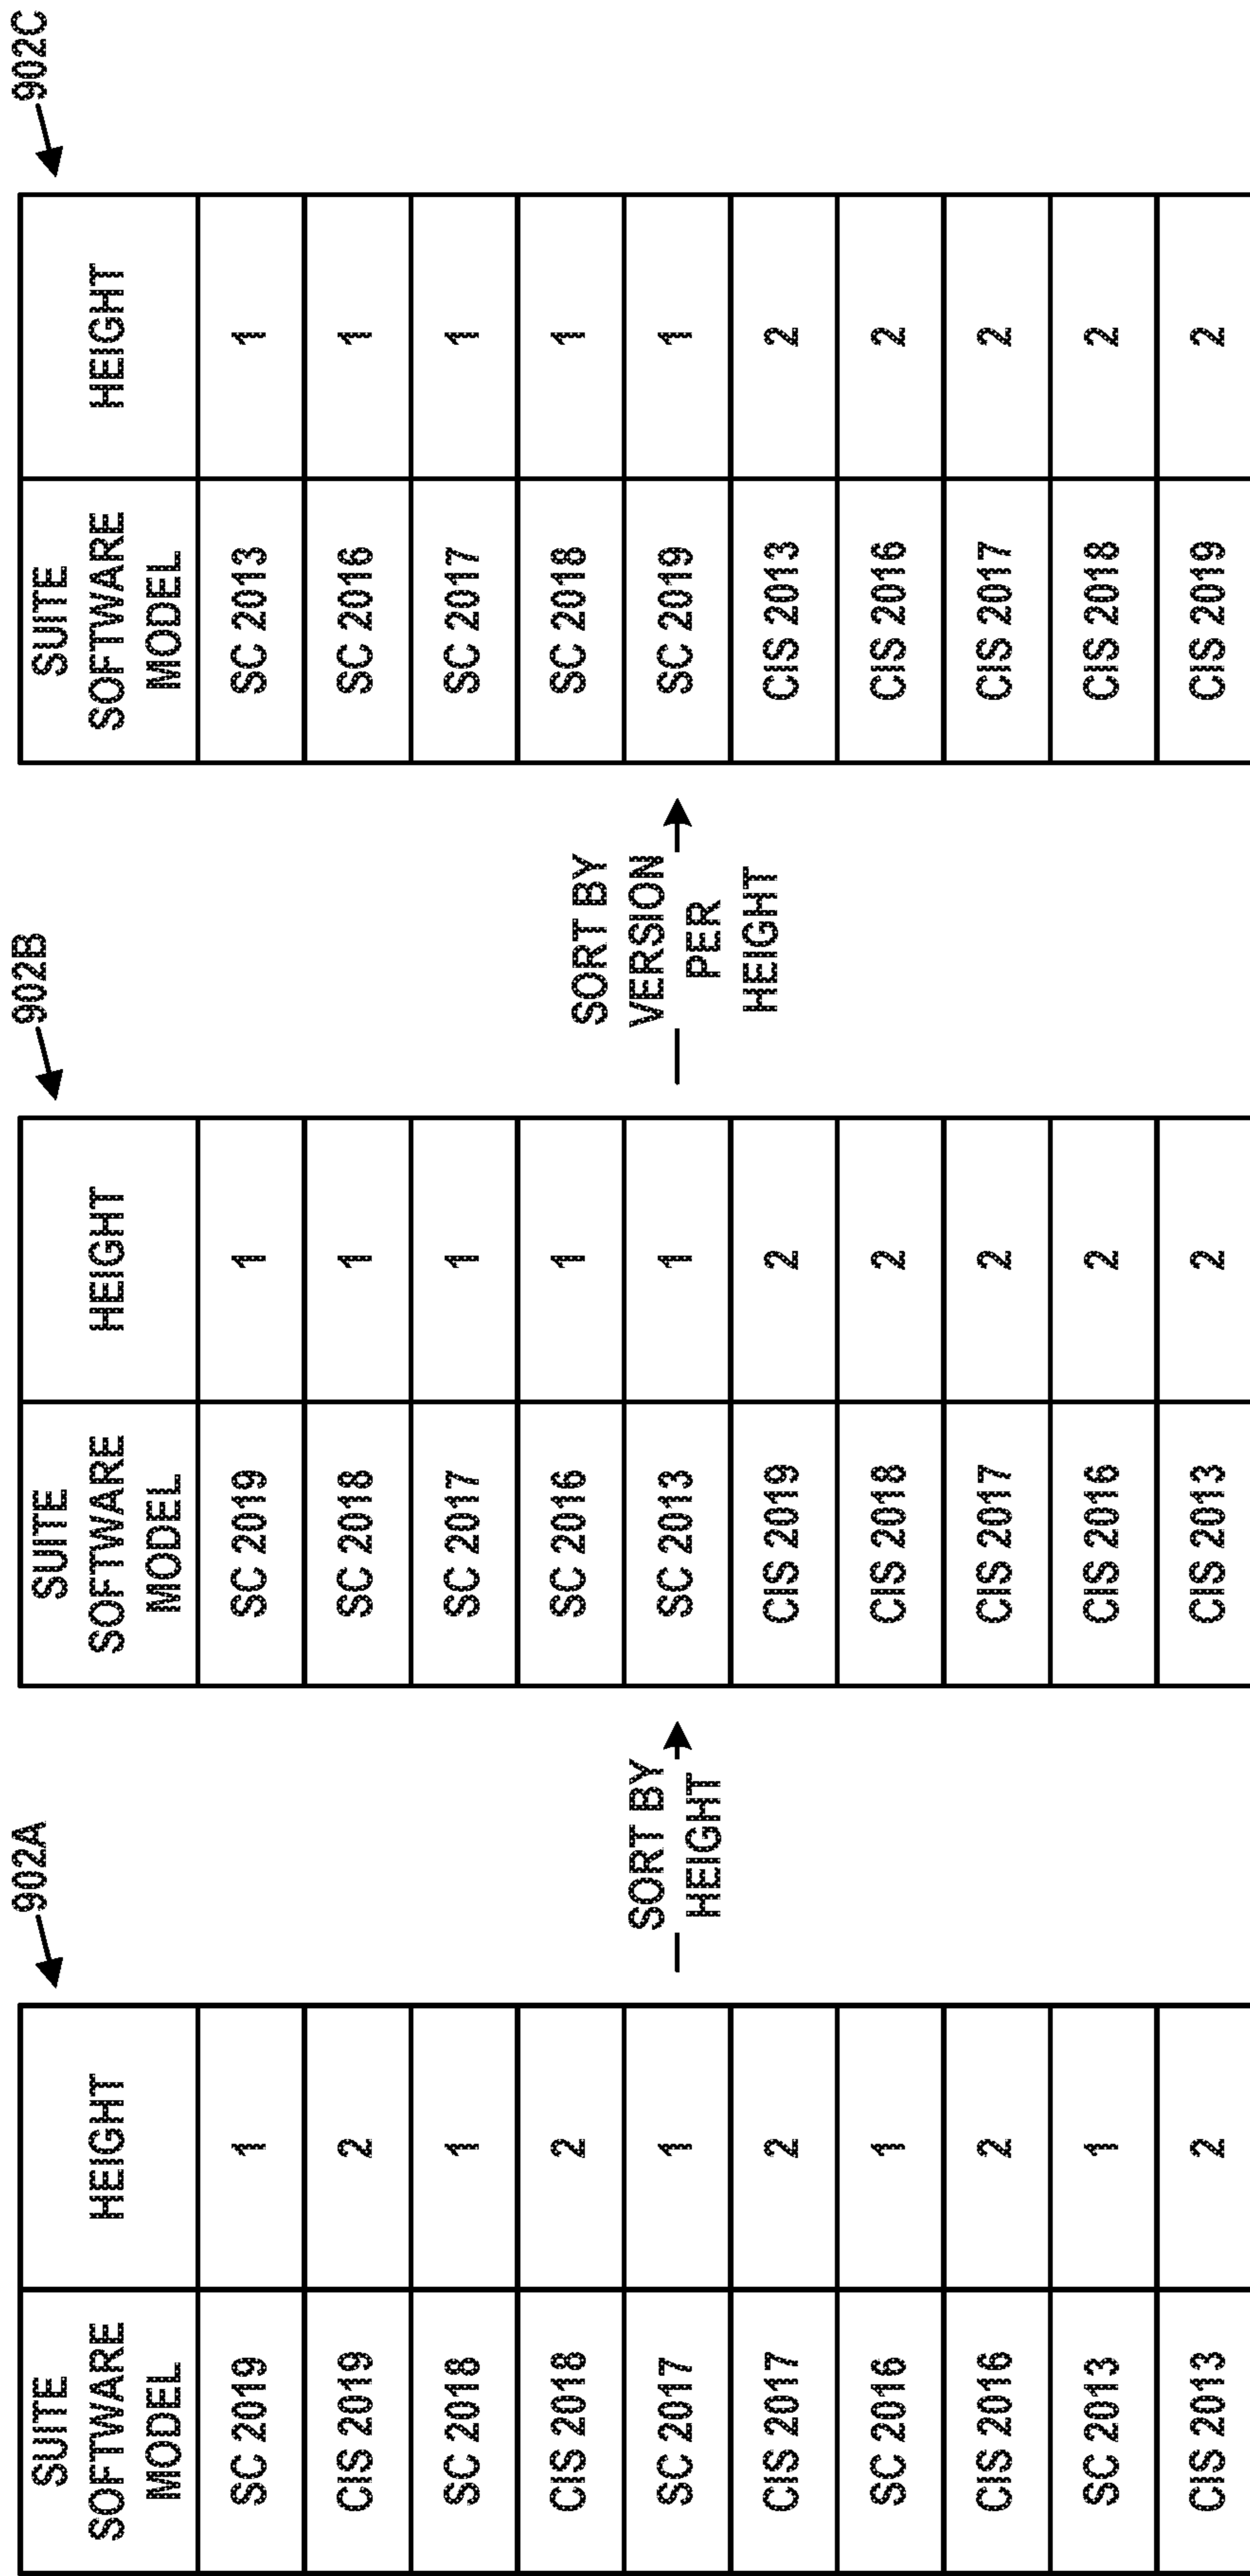 902A
SUITE
SOFTWARE
MODEL
HEIGHT
SC 2019
1
CIS 2019
2
SC 2018
1
CIS 2018
2
SC 2017
1
CIS 2017
2
SC 2016
1
CIS 2016
2
SC 2013
1
CIS 2013
2
SORT BY
HEIGHT
902B
SUITE
SOFTWARE
MODEL
HEIGHT
SC 2019
1
SC 2018
1
SC 2017
1
SC 2016
1
SC 2013
1
CIS 2019
2
CIS 2018
2
CIS 2017
2
CIS 2016
2
CIS 2013
2
SORT BY
VERSION
PER
HEIGHT
902C
SUITE
SOFTWARE
MODEL
HEIGHT
SC 2013
1
SC 2016
1
SC 2017
1
SC 2018
1
SC 2019
1
CIS 2013
2
CIS 2016
2
CIS 2017
2
CIS 2018
2
CIS 2019
2